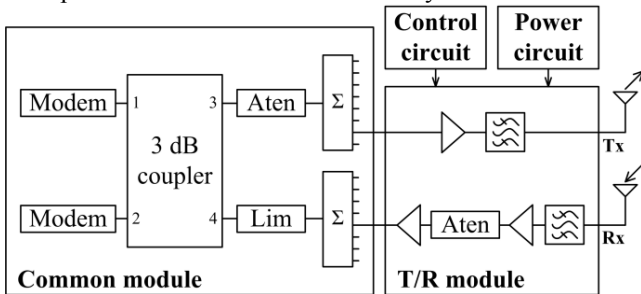 Control circuit
Power circuit
Modem
1
3
Aten
Σ
3 dB coupler
Tx
Modem
2
4
Lim
Σ
Aten
Rx
Common module
T/R module